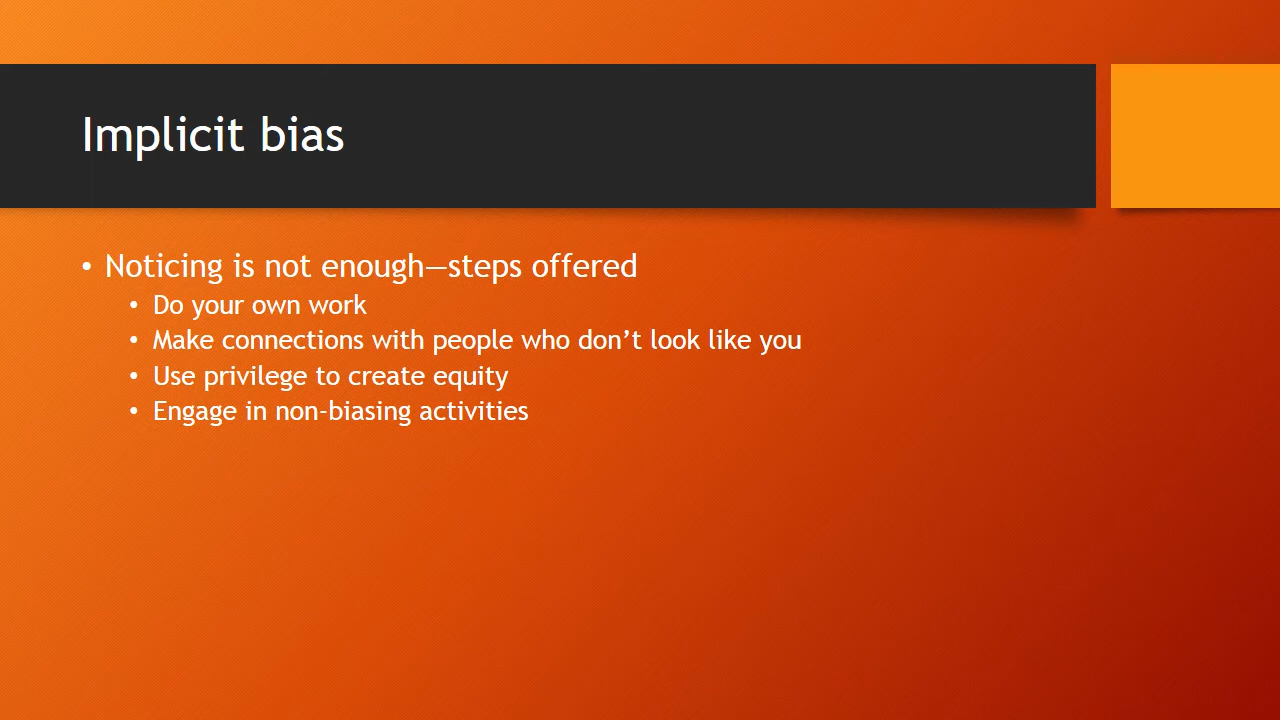 Implicit bias
• Noticing is not enough—steps offered
• Do your own work
• Make connections with people who don’t look like you
• Use privilege to create equity
• Engage in non-biasing activities